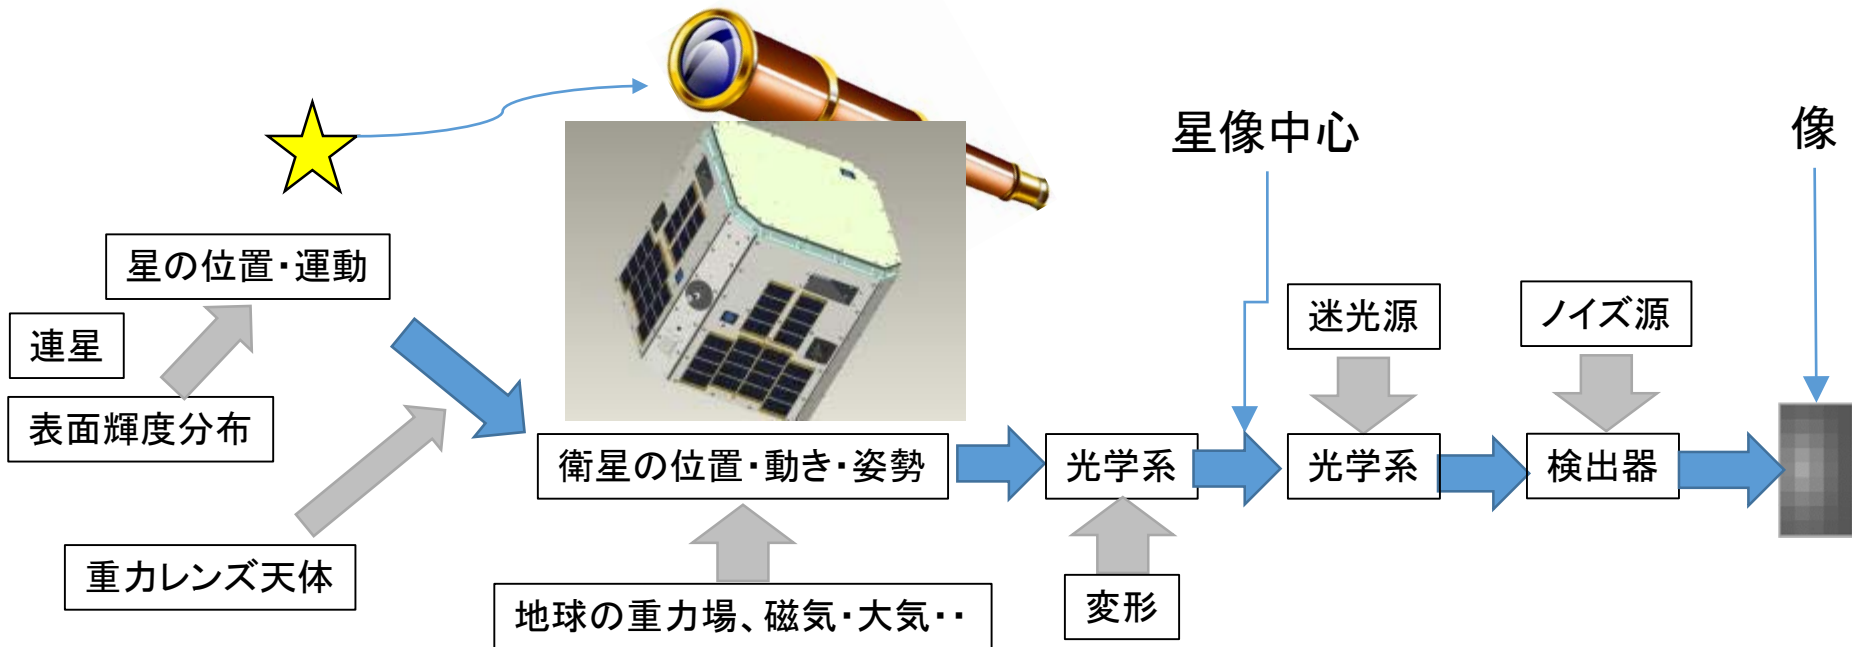 星像中心
像
星の位置・運動
連星
表面輝度分布
迷光源
ノイズ源
衛星の位置・動き・姿勢
光学系
光学系
検出器
重力レンズ天体
地球の重力場、磁気・大気・・
変形